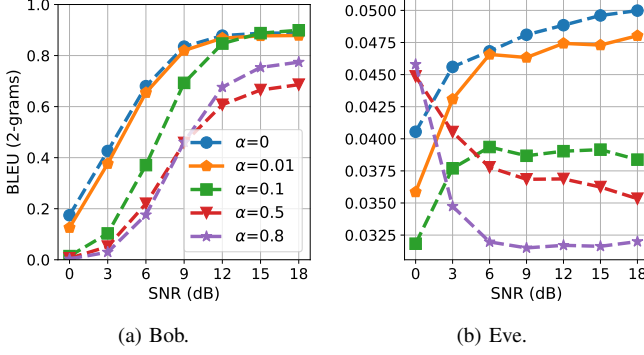 1.0
0.8
0.6
0.4
0.2
0.0
BLEU (2-grams)
0 3 6 9 12 15 18
SNR (dB)
α=0
α=0.01
α=0.1
α=0.5
α=0.8
(a) Bob.
0.0500
0.0475
0.0450
0.0425
0.0400
0.0375
0.0350
0.0325
0 3 6 9 12 15 18
SNR (dB)
(b) Eve.